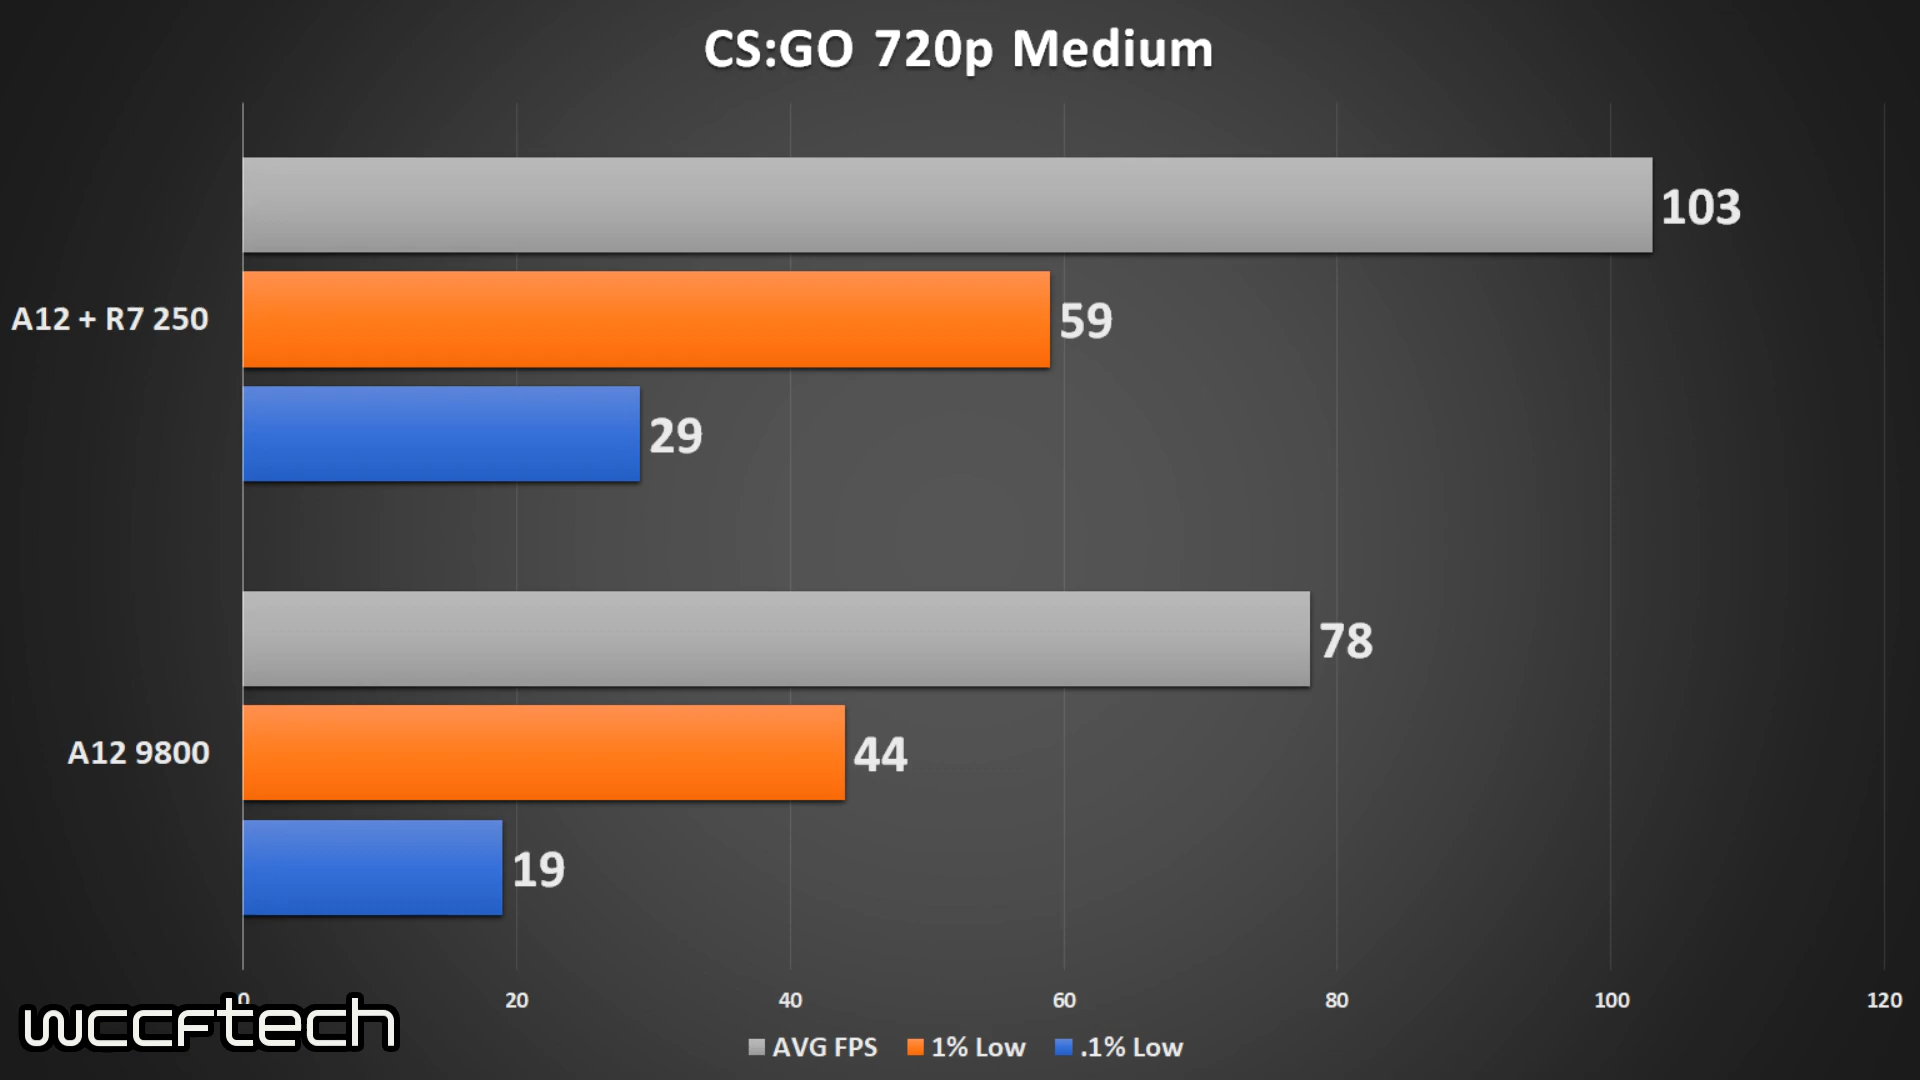 CS:GO 720p Medium
103
A12 + R7 250
59
29
78
A12 9800
44
19
0 20 40 60 80 100 120
wccftech
AVG FPS 1% Low .1% Low